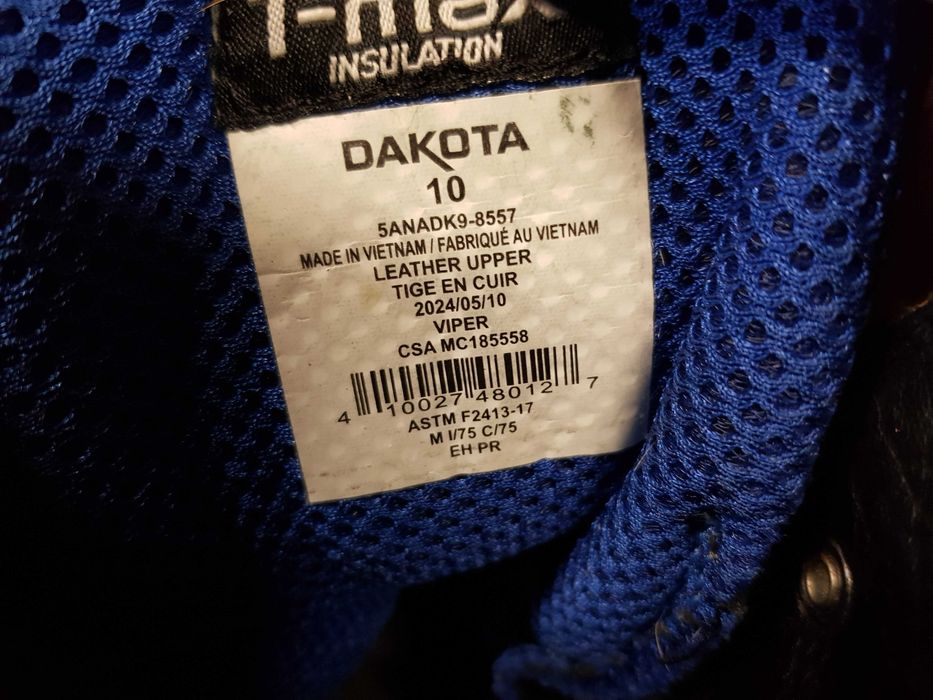 T-MAX
INSULATION
DAKOTA
10
5ANADK9-8557
MADE IN VIETNAM / FABRIQUÉ AU VIETNAM
LEATHER UPPER
TIGE EN CUIR
2024/05/10
VIPER
CSA MC185558
4 10027 48012 7
ASTM F2413-17
M I/75 C/75
EH PR